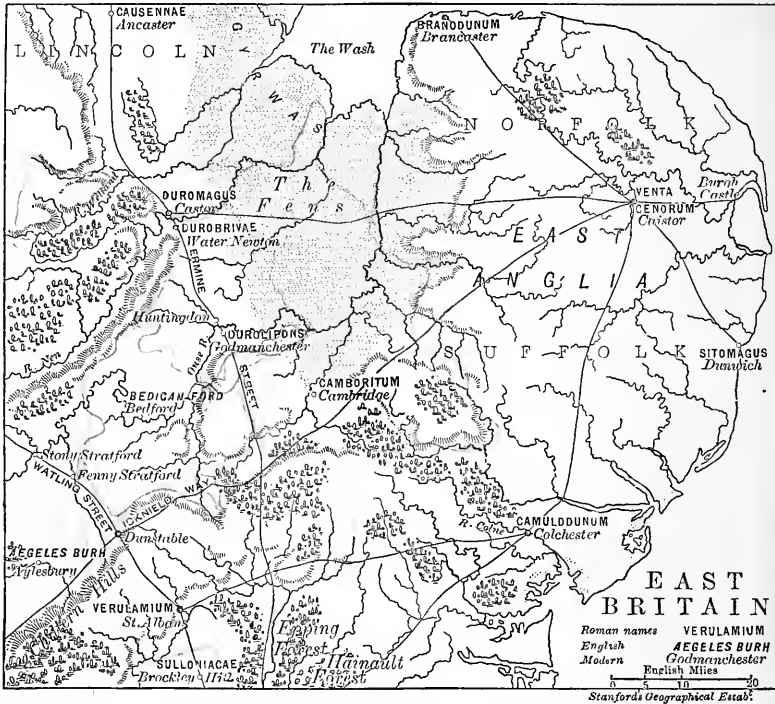 CAUSENNAE
Ancaster
BRANODUNUM
Brancaster
LINCOLN
GYRWAS
The Wash
NORFOLK
DUROMAGUS
Castor
The
Fens
VENTA
CENORUM
Caistor
Burgh
Castle
DUROBRIVAE
Water Newton
ERMINE
EAST
ANGLIA
Huntingdon
DUROLIPONS
Godmanchester
SUFFOLK
SITOMAGUS
Dunwich
R. Nen
Ouse R.
STREET
CAMBORITUM
Cambridge
BEDICAN FORD
Bedford
Stony Stratford
Fenny Stratford
WATLING STREET
ICKNIELD WAY
R. Colne
CAMULDDUNUM
Colchester
Dunstable
AEGELES BURH
Aylesbury
Chiltern Hills
VERULAMIUM
St. Albans
Epping
Forest
Hainault
Forest
SULLONIACAE
Brockley Hill
EAST
BRITAIN
Roman names VERULAMIUM
English AEGELES BURH
Modern Godmanchester
English Miles
0 5 10 20
Stanford's Geographical Estabt.